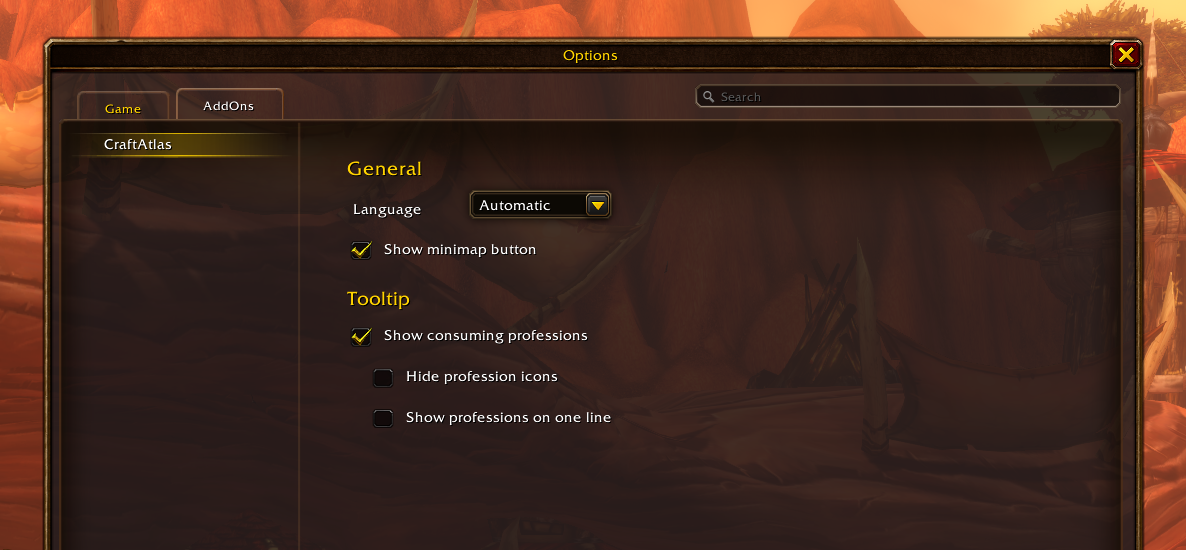 Options
Game
AddOns
Search
CraftAtlas
General
Language
Automatic
Show minimap button
Tooltip
Show consuming professions
Hide profession icons
Show professions on one line